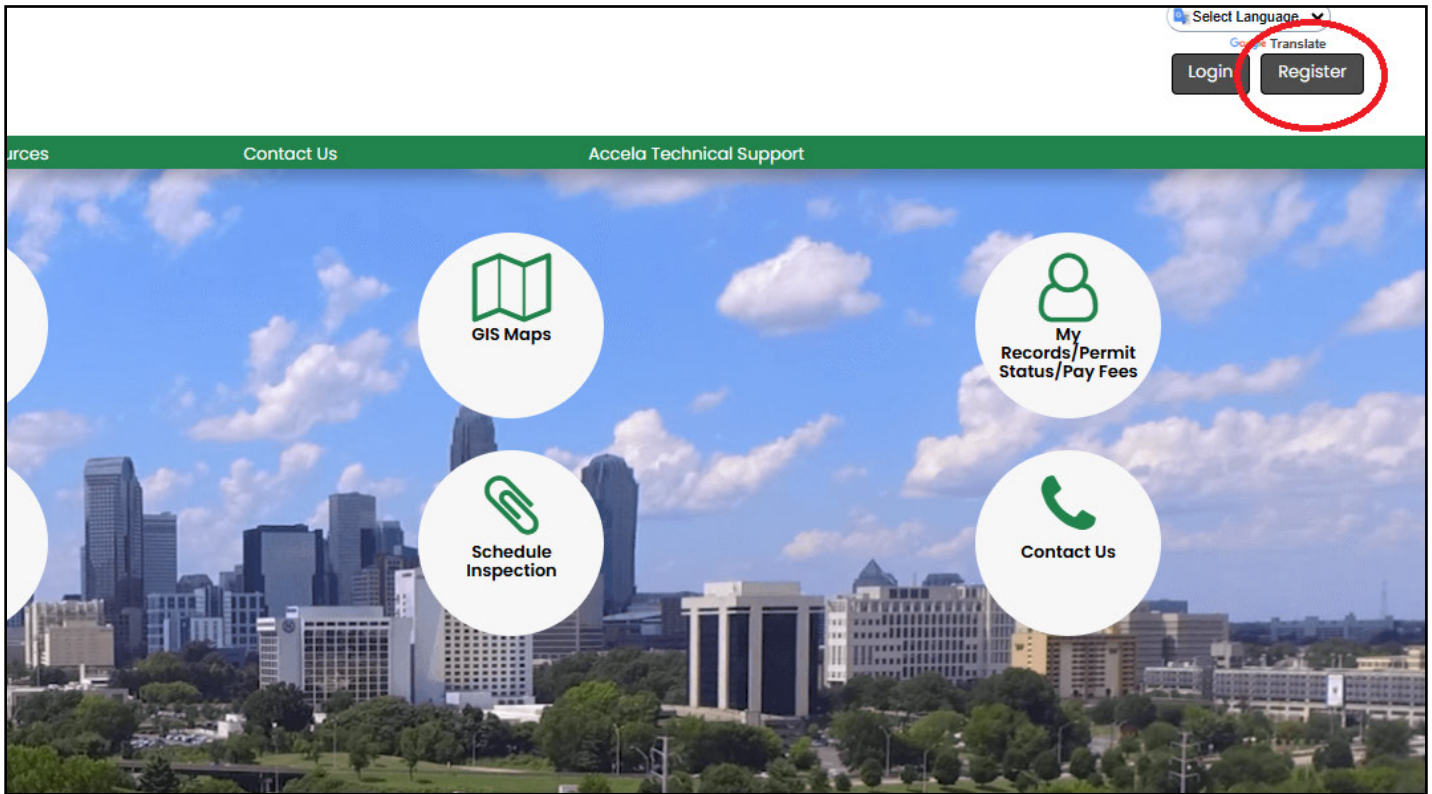 Select Language
Google Translate
Login
Register
urces
Contact Us
Accela Technical Support
GIS Maps
My
Records/Permit
Status/Pay Fees
Schedule
Inspection
Contact Us